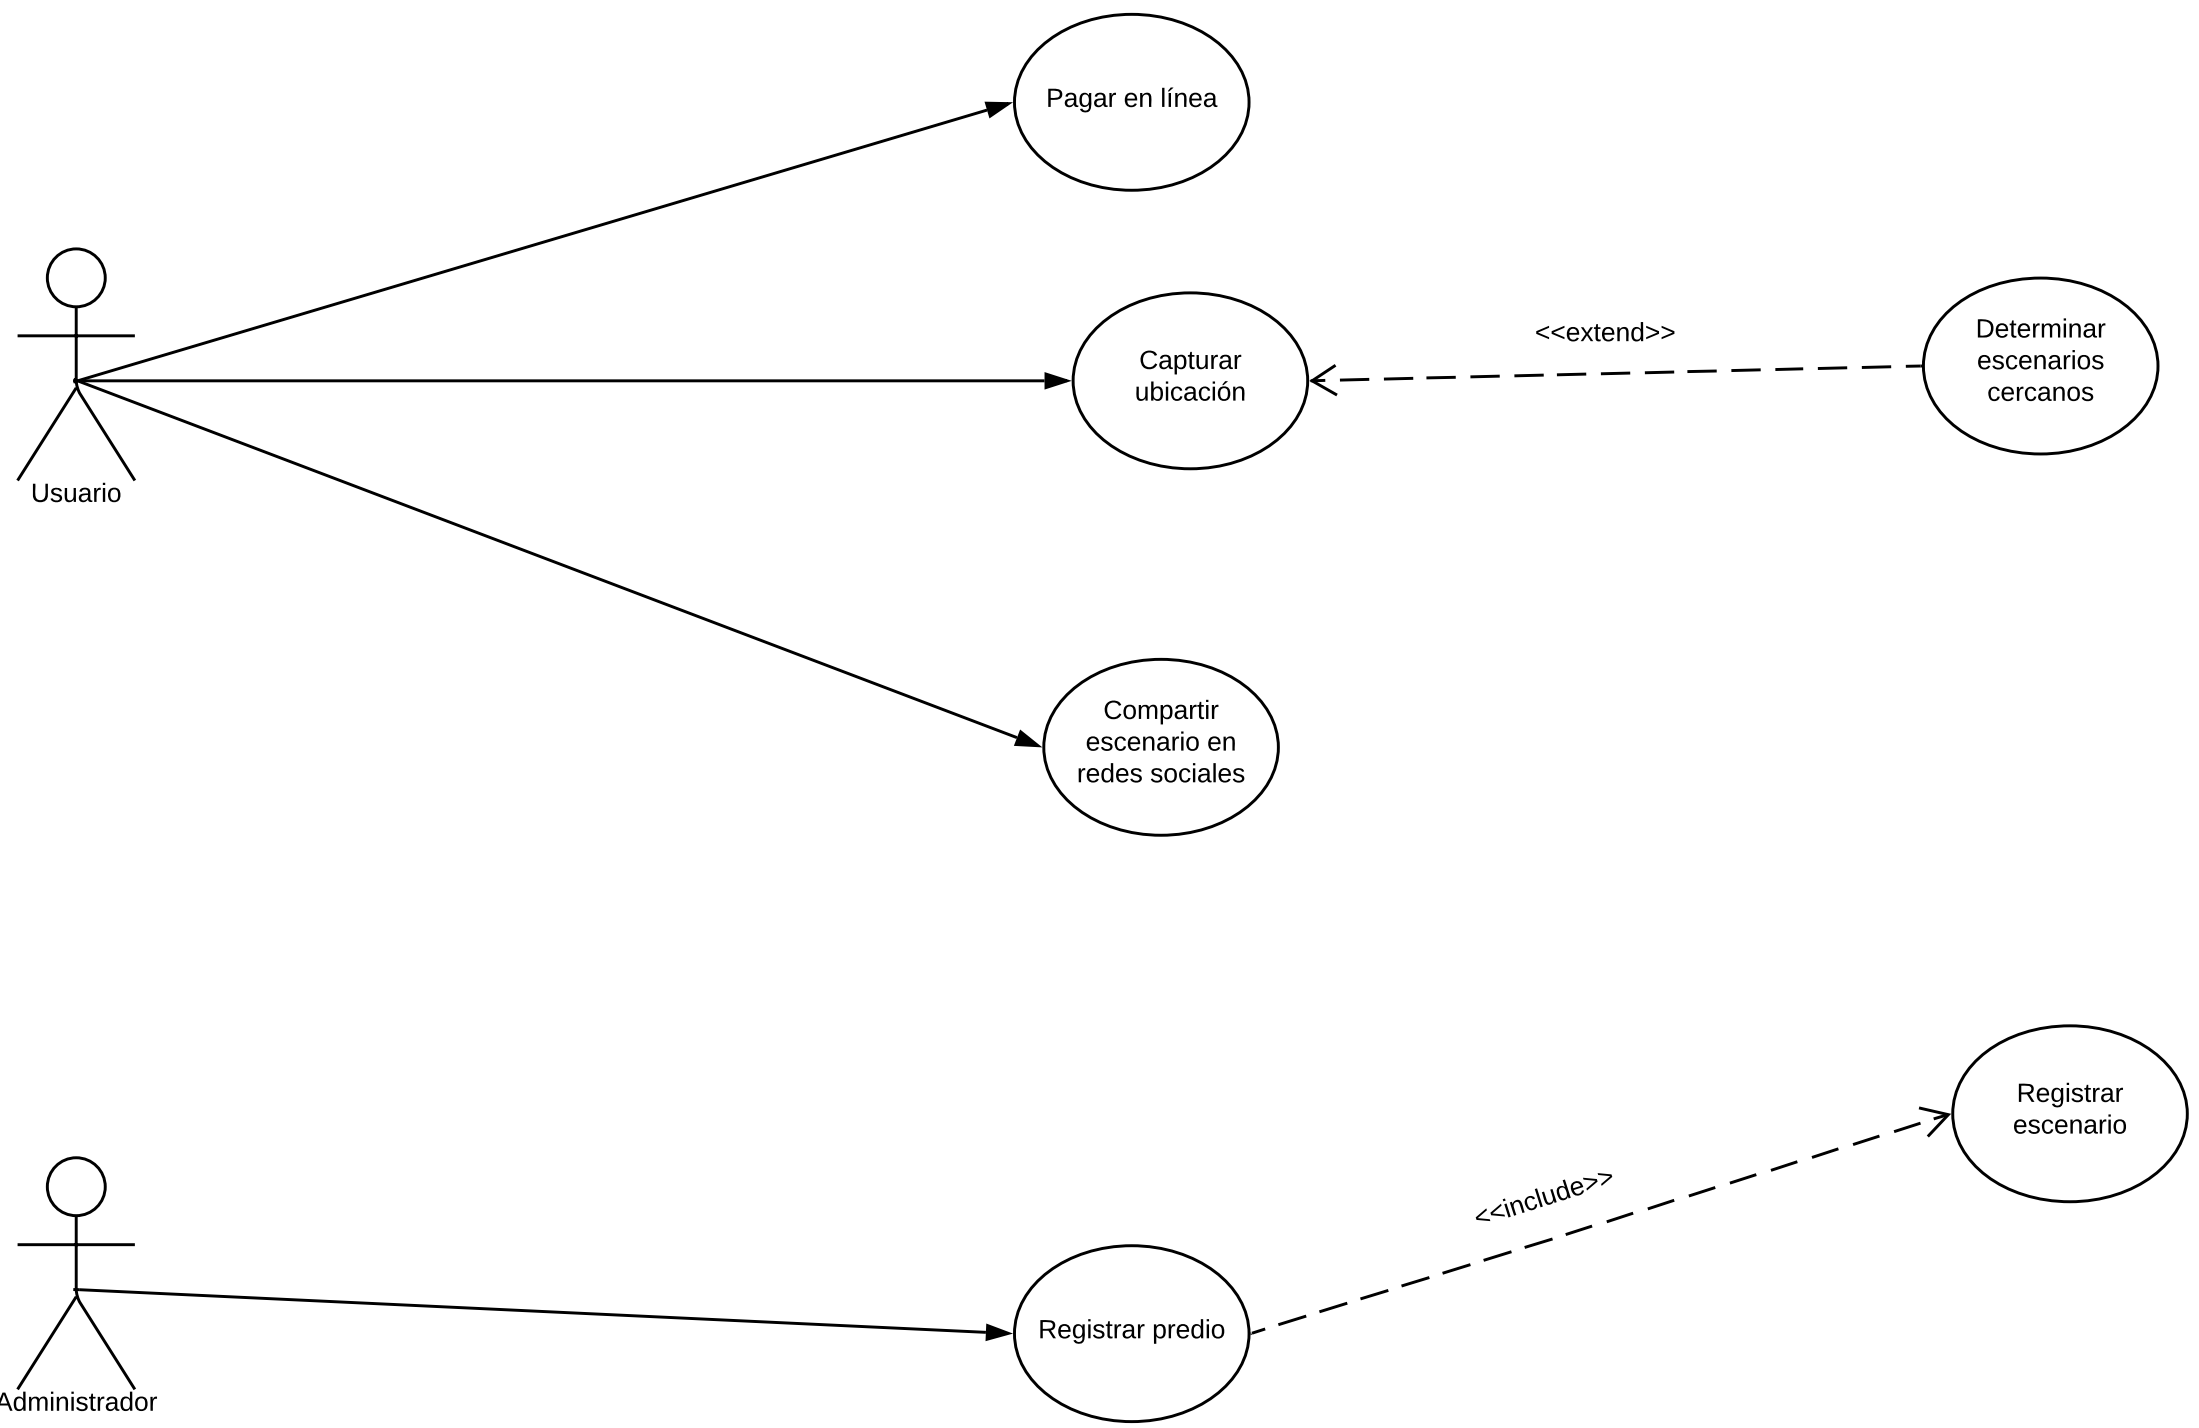 Pagar en línea
Usuario
Capturar
ubicación
<<extend>>
Determinar
escenarios
cercanos
Compartir
escenario en
redes sociales
Registrar
escenario
<<include>>
Registrar predio
Administrador